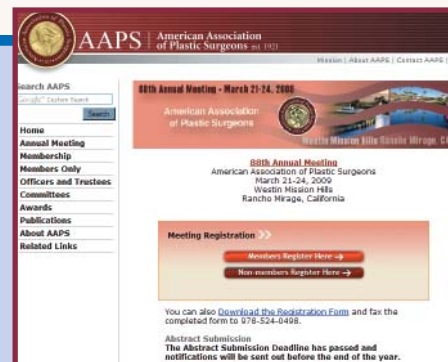 AAPS American Association
of Plastic Surgeons est 1921
Mission | About AAPS | Contact AAPS |
Search AAPS
Google™ Custom Search
Search
Home
Annual Meeting
Membership
Members Only
Officers and Trustees
Committees
Awards
Publications
About AAPS
Related Links
88th Annual Meeting - March 21-24, 2009
American Association
of Plastic Surgeons
Westin Mission Hills Rancho Mirage, CA
88th Annual Meeting
American Association of Plastic Surgeons
March 21-24, 2009
Westin Mission Hills
Rancho Mirage, California
Meeting Registration >>
Members Register Here →
Non-members Register Here →
You can also Download the Registration Form and fax the
completed form to 978-524-0498.
Abstract Submission
The Abstract Submission Deadline has passed and
notifications will be sent out before the end of the year.